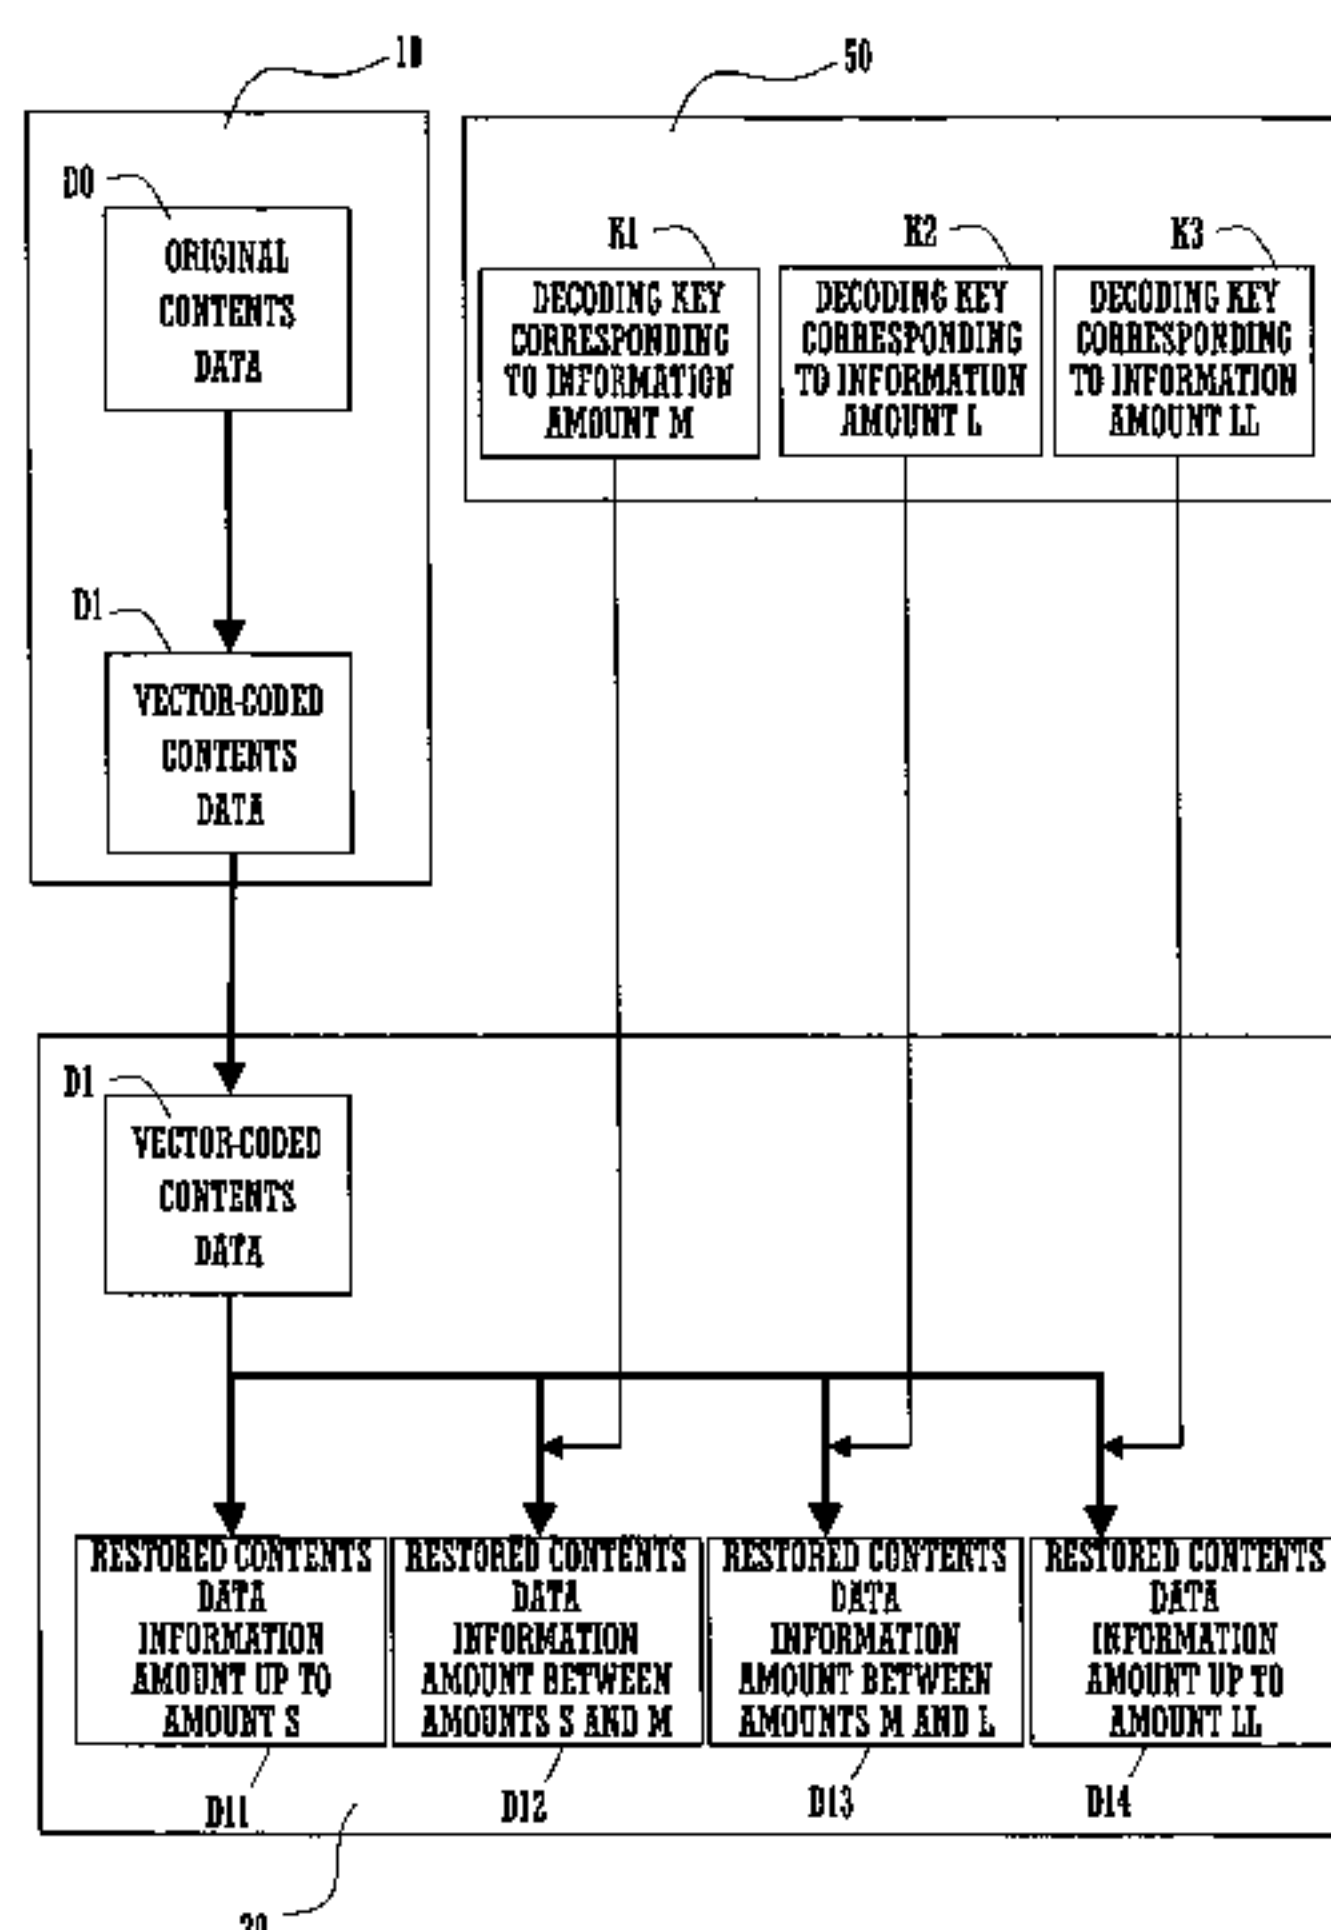 10
50
D0
ORIGINAL
CONTENTS
DATA
K1
DECODING KEY
CORRESPONDING
TO INFORMATION
AMOUNT M
K2
DECODING KEY
CORRESPONDING
TO INFORMATION
AMOUNT L
K3
DECODING KEY
CORRESPONDING
TO INFORMATION
AMOUNT LL
D1
VECTOR-CODED
CONTENTS
DATA
D1
VECTOR-CODED
CONTENTS
DATA
RESTORED CONTENTS
DATA
INFORMATION
AMOUNT UP TO
AMOUNT S
RESTORED CONTENTS
DATA
INFORMATION
AMOUNT BETWEEN
AMOUNTS S AND M
RESTORED CONTENTS
DATA
INFORMATION
AMOUNT BETWEEN
AMOUNTS M AND L
RESTORED CONTENTS
DATA
INFORMATION
AMOUNT UP TO
AMOUNT LL
D11
D12
D13
D14